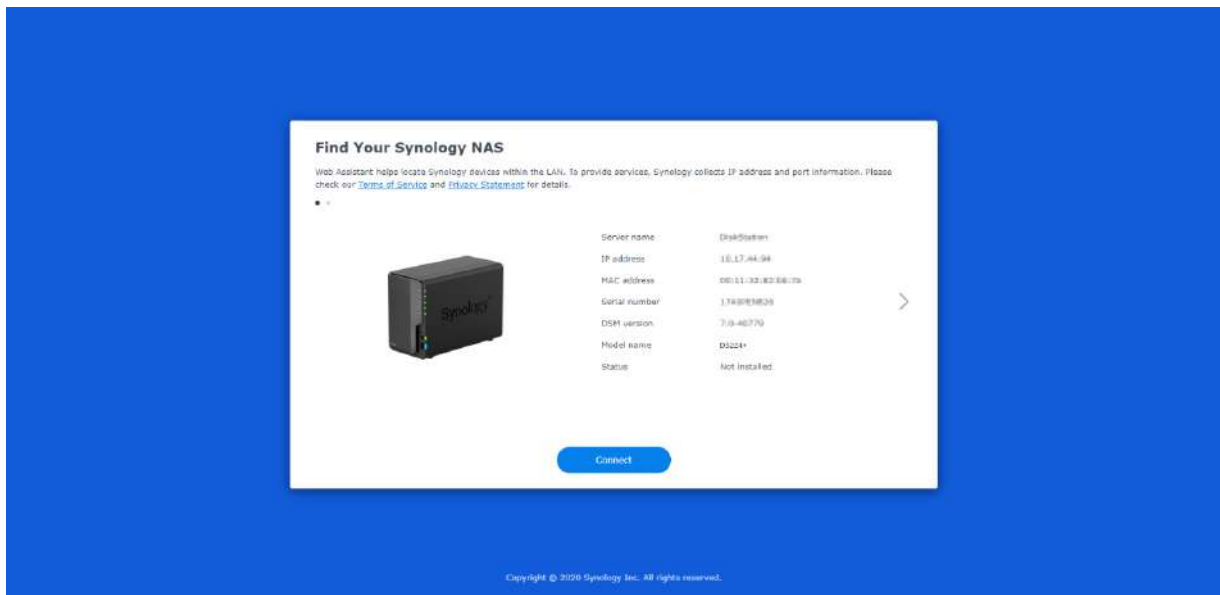 Find Your Synology NAS
Web Assistant helps locate Synology devices within the LAN. To provide services, Synology collects IP address and port information. Please
check our Terms of Service and Privacy Statement for details.
Server name DiskStation
IP address
MAC address
Synology
Serial number
DSM version
Model name DS224+
Status Not installed
Connect
Copyright © 2020 Synology Inc. All rights reserved.